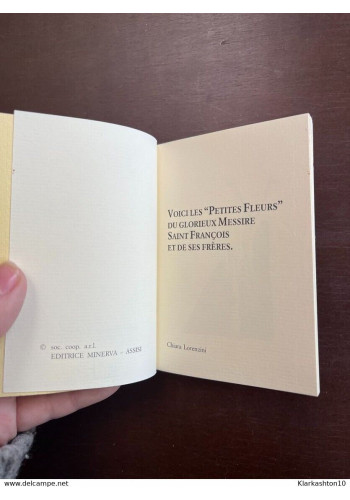 © soc. coop. a.r.l.
EDITRICE MINERVA - ASSISI
VOICI LES "PETITES FLEURS"
DU GLORIEUX MESSIRE
SAINT FRANÇOIS
ET DE SES FRÈRES.
Chiara Lorenzini
www.delcampe.net
Klarkashton10